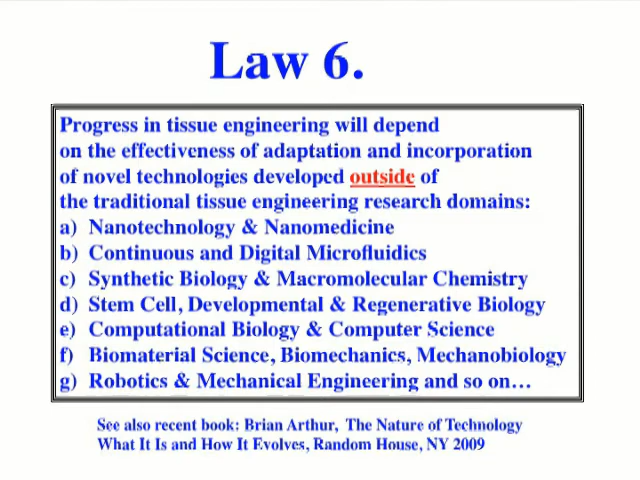 Law 6.
Progress in tissue engineering will depend
on the effectiveness of adaptation and incorporation
of novel technologies developed outside of
the traditional tissue engineering research domains:
a) Nanotechnology & Nanomedicine
b) Continuous and Digital Microfluidics
c) Synthetic Biology & Macromolecular Chemistry
d) Stem Cell, Developmental & Regenerative Biology
e) Computational Biology & Computer Science
f) Biomaterial Science, Biomechanics, Mechanobiology
g) Robotics & Mechanical Engineering and so on…
See also recent book: Brian Arthur, The Nature of Technology
What It Is and How It Evolves, Random House, NY 2009